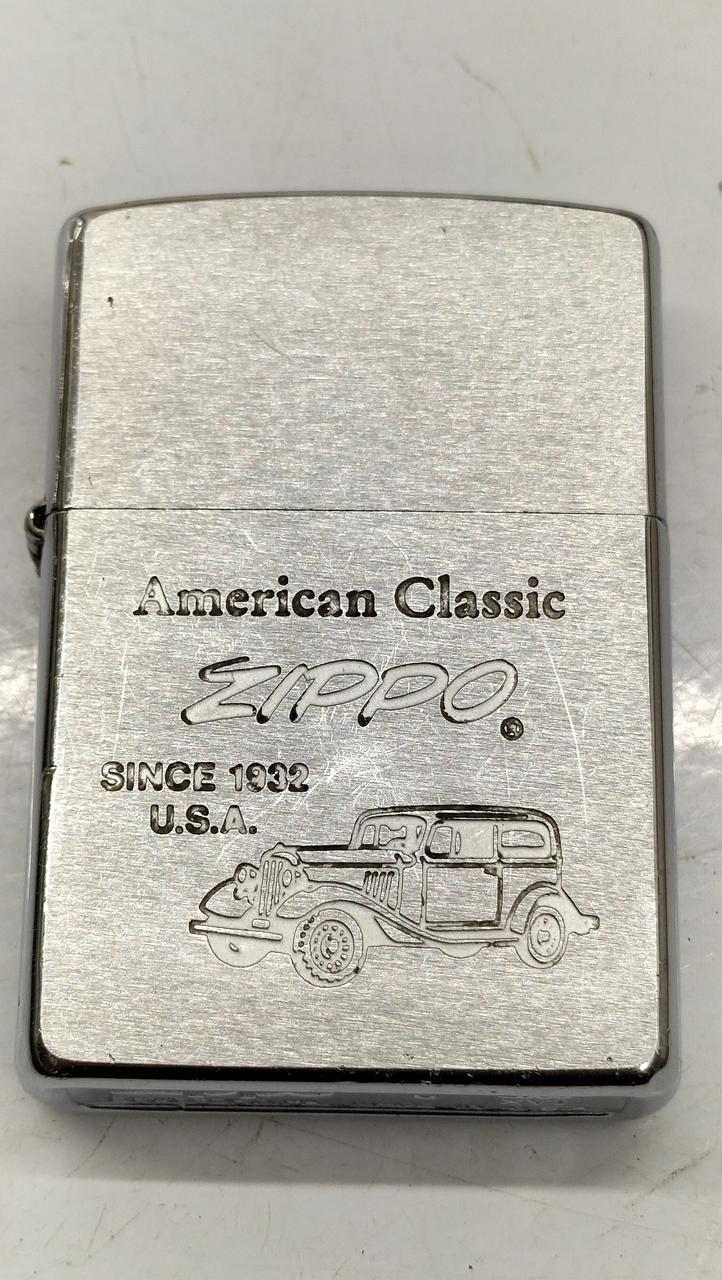 American Classic
ZIPPO®
SINCE 1932
U.S.A.